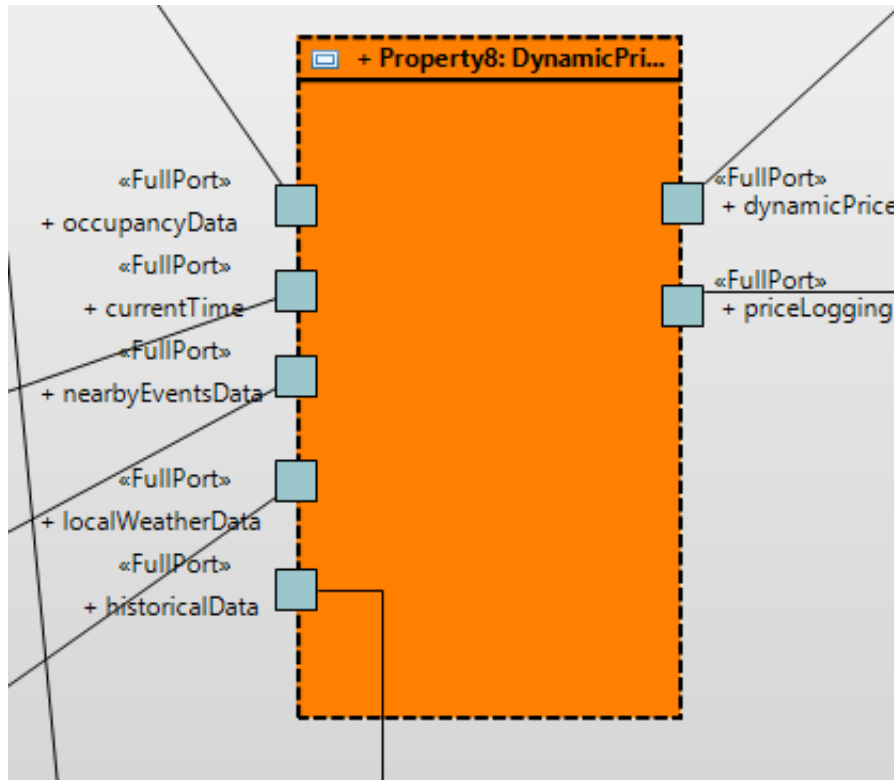 + Property8: DynamicPri...
«FullPort»
+ occupancyData
«FullPort»
+ currentTime
«FullPort»
+ nearbyEventsData
«FullPort»
+ localWeatherData
«FullPort»
+ historicalData
«FullPort»
+ dynamicPrice
«FullPort»
+ priceLogging